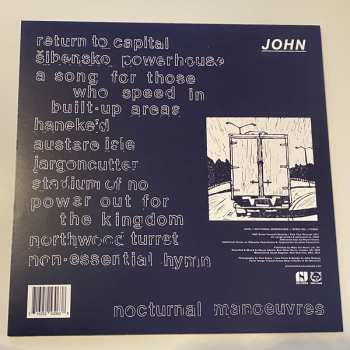 return to capital
JOHN
šibensko powerhouse
a song for those
who speed in
built-up areas
haneke'd
austere isle
jargoncutter
stadium of no
power out for
the kingdom
northwood turret
non-essential hymn
nocturnal manoeuvres